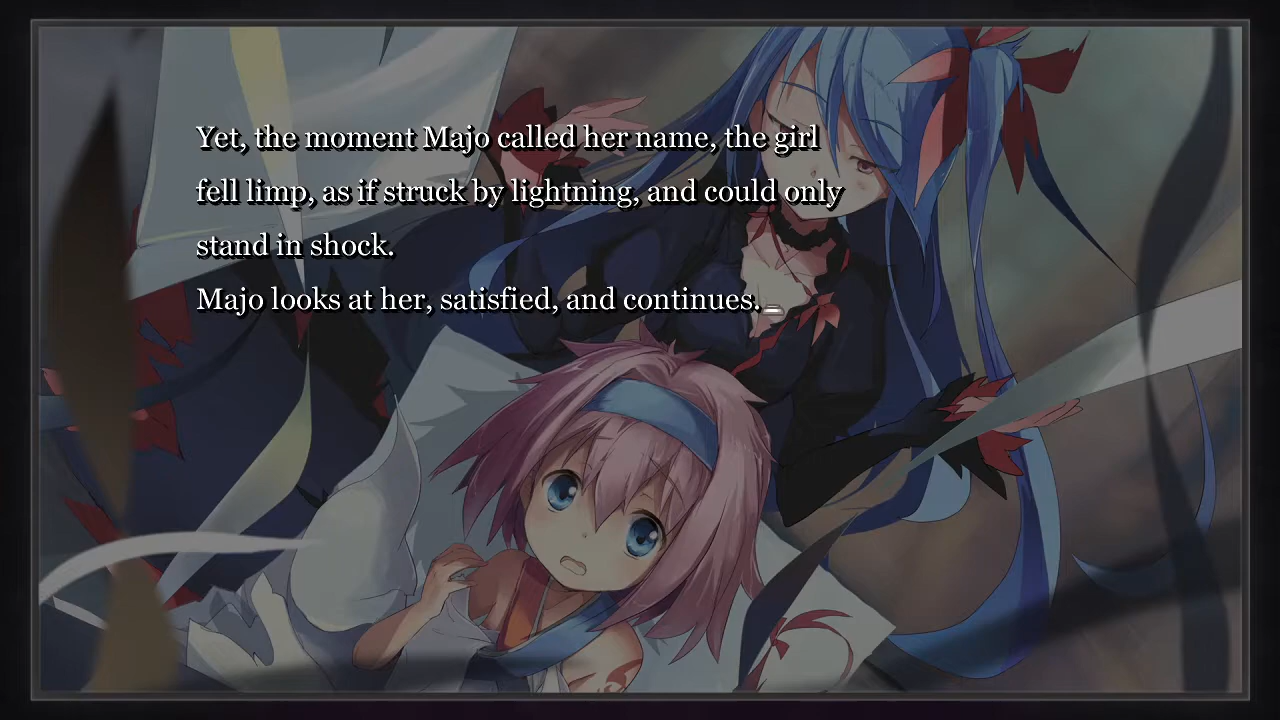 Yet, the moment Majo called her name, the girl
fell limp, as if struck by lightning, and could only
stand in shock.
Majo looks at her, satisfied, and continues.